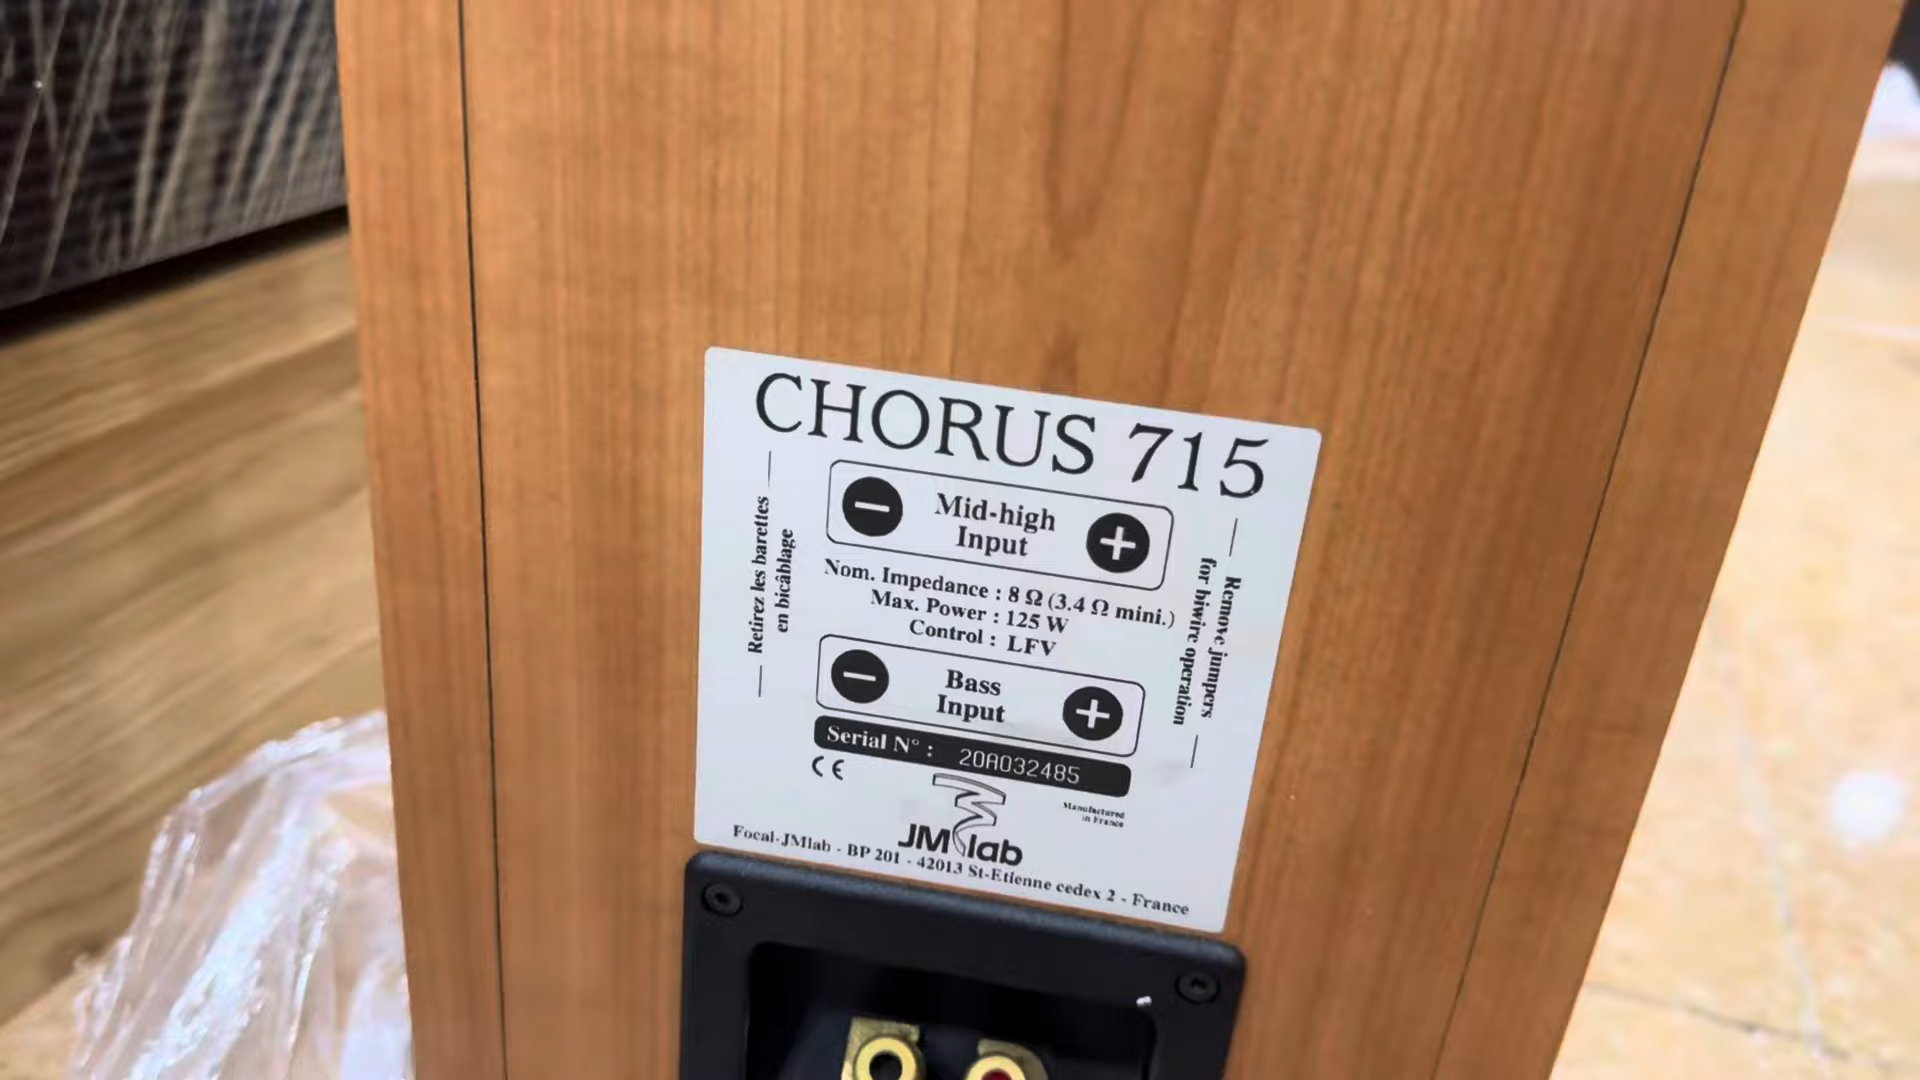 CHORUS 715
Retirez les barettes
en bicâblage
Mid-high
Input
Remove jumpers
for biwire operation
Nom. Impedance : 8 Ω (3.4 Ω mini.)
Max. Power : 125 W
Control : LFV
Bass
Input
Serial N° : 20A032485
CE
Manufactured
in France
JMlab
Focal-JMlab - BP 201 - 42013 St-Etienne cedex 2 - France